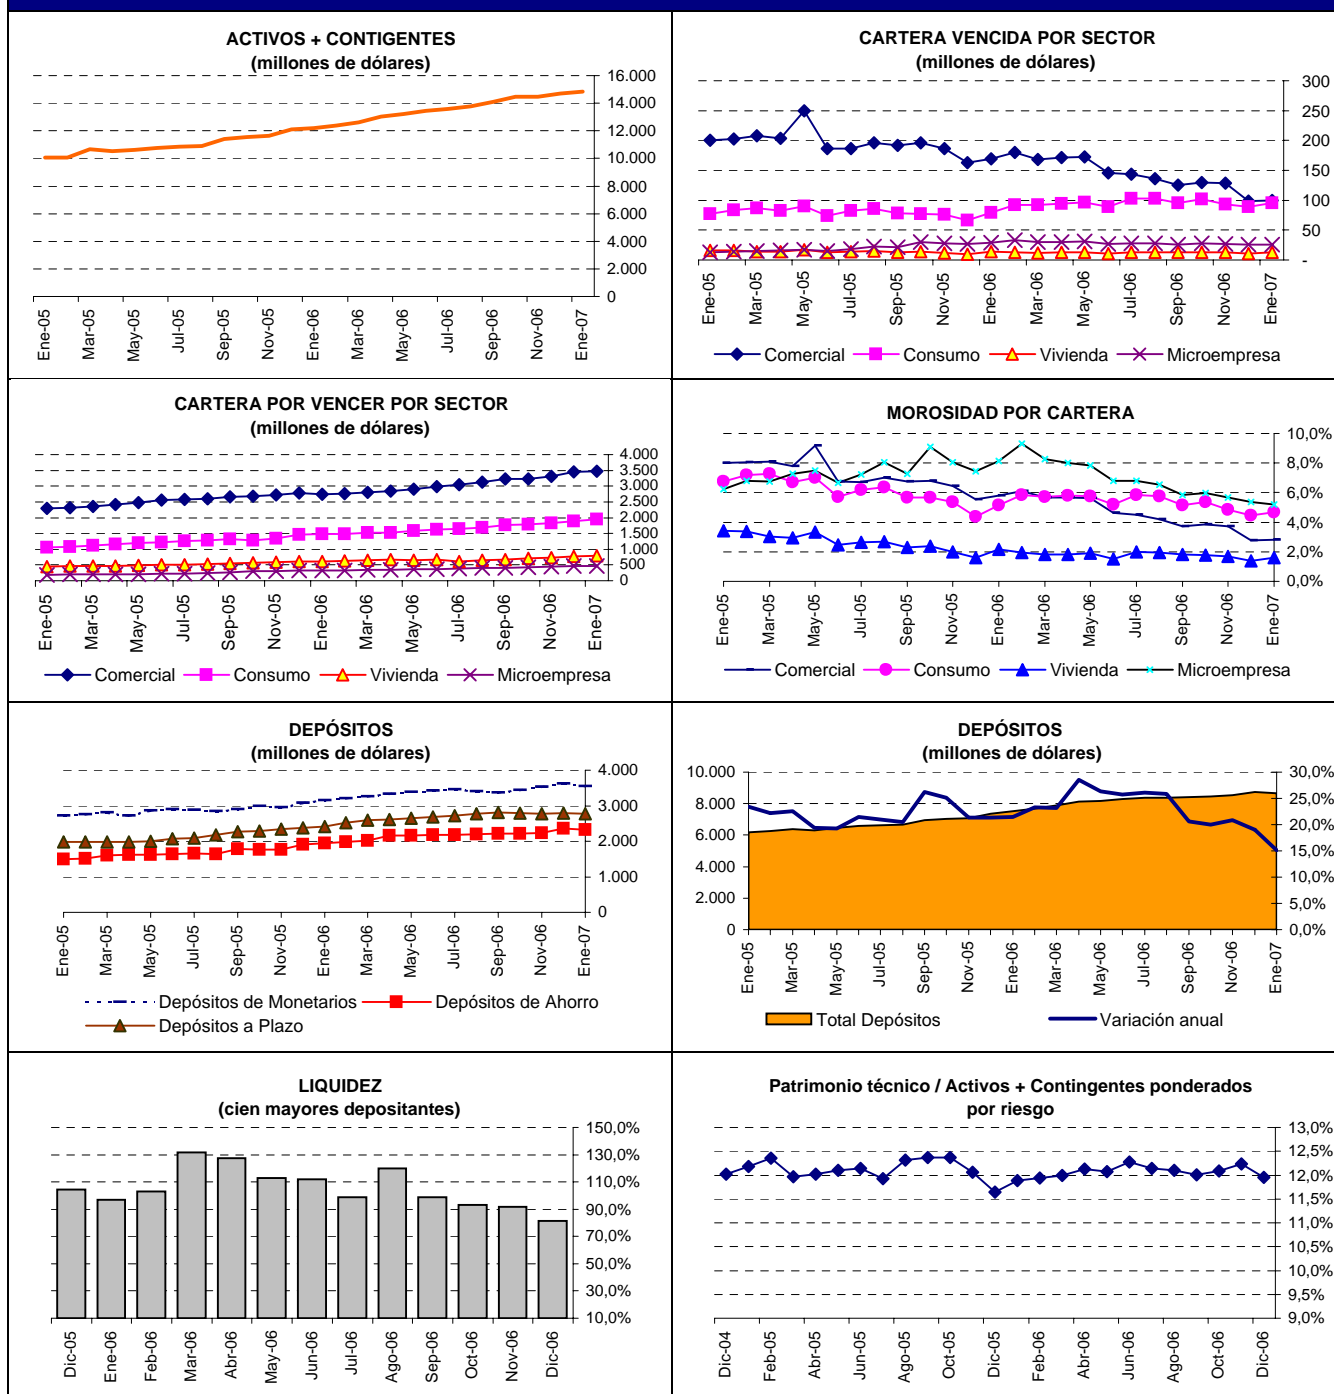 ACTIVOS + CONTIGENTES
(millones de dólares)
16.000
14.000
12.000
10.000
8.000
6.000
4.000
2.000
0
Ene-05 Mar-05 May-05 Jul-05 Sep-05 Nov-05 Ene-06 Mar-06 May-06 Jul-06 Sep-06 Nov-06 Ene-07
CARTERA VENCIDA POR SECTOR
(millones de dólares)
300
250
200
150
100
50
-
Ene-05 Mar-05 May-05 Jul-05 Sep-05 Nov-05 Ene-06 Mar-06 May-06 Jul-06 Sep-06 Nov-06 Ene-07
Comercial Consumo Vivienda Microempresa
CARTERA POR VENCER POR SECTOR
(millones de dólares)
4.000
3.500
3.000
2.500
2.000
1.500
1.000
500
0
Ene-05 Mar-05 May-05 Jul-05 Sep-05 Nov-05 Ene-06 Mar-06 May-06 Jul-06 Sep-06 Nov-06 Ene-07
Comercial Consumo Vivienda Microempresa
MOROSIDAD POR CARTERA
10,0%
8,0%
6,0%
4,0%
2,0%
0,0%
Ene-05 Mar-05 May-05 Jul-05 Sep-05 Nov-05 Ene-06 Mar-06 May-06 Jul-06 Sep-06 Nov-06 Ene-07
Comercial Consumo Vivienda Microempresa
DEPÓSITOS
(millones de dólares)
4.000
3.000
2.000
1.000
0
Ene-05 Mar-05 May-05 Jul-05 Sep-05 Nov-05 Ene-06 Mar-06 May-06 Jul-06 Sep-06 Nov-06 Ene-07
Depósitos de Monetarios Depósitos de Ahorro
Depósitos a Plazo
DEPÓSITOS
(millones de dólares)
10.000 30,0%
8.000 25,0%
6.000 20,0%
4.000 15,0%
2.000 10,0%
0 5,0%
0,0%
Ene-05 Mar-05 May-05 Jul-05 Sep-05 Nov-05 Ene-06 Mar-06 May-06 Jul-06 Sep-06 Nov-06 Ene-07
Total Depósitos Variación anual
LIQUIDEZ
(cien mayores depositantes)
150,0%
130,0%
110,0%
90,0%
70,0%
50,0%
30,0%
10,0%
Dic-05 Ene-06 Feb-06 Mar-06 Abr-06 May-06 Jun-06 Jul-06 Ago-06 Sep-06 Oct-06 Nov-06 Dic-06
Patrimonio técnico / Activos + Contingentes ponderados
por riesgo
13,0%
12,5%
12,0%
11,5%
11,0%
10,5%
10,0%
9,5%
9,0%
Dic-04 Feb-05 Abr-05 Jun-05 Ago-05 Oct-05 Dic-05 Feb-06 Abr-06 Jun-06 Ago-06 Oct-06 Dic-06